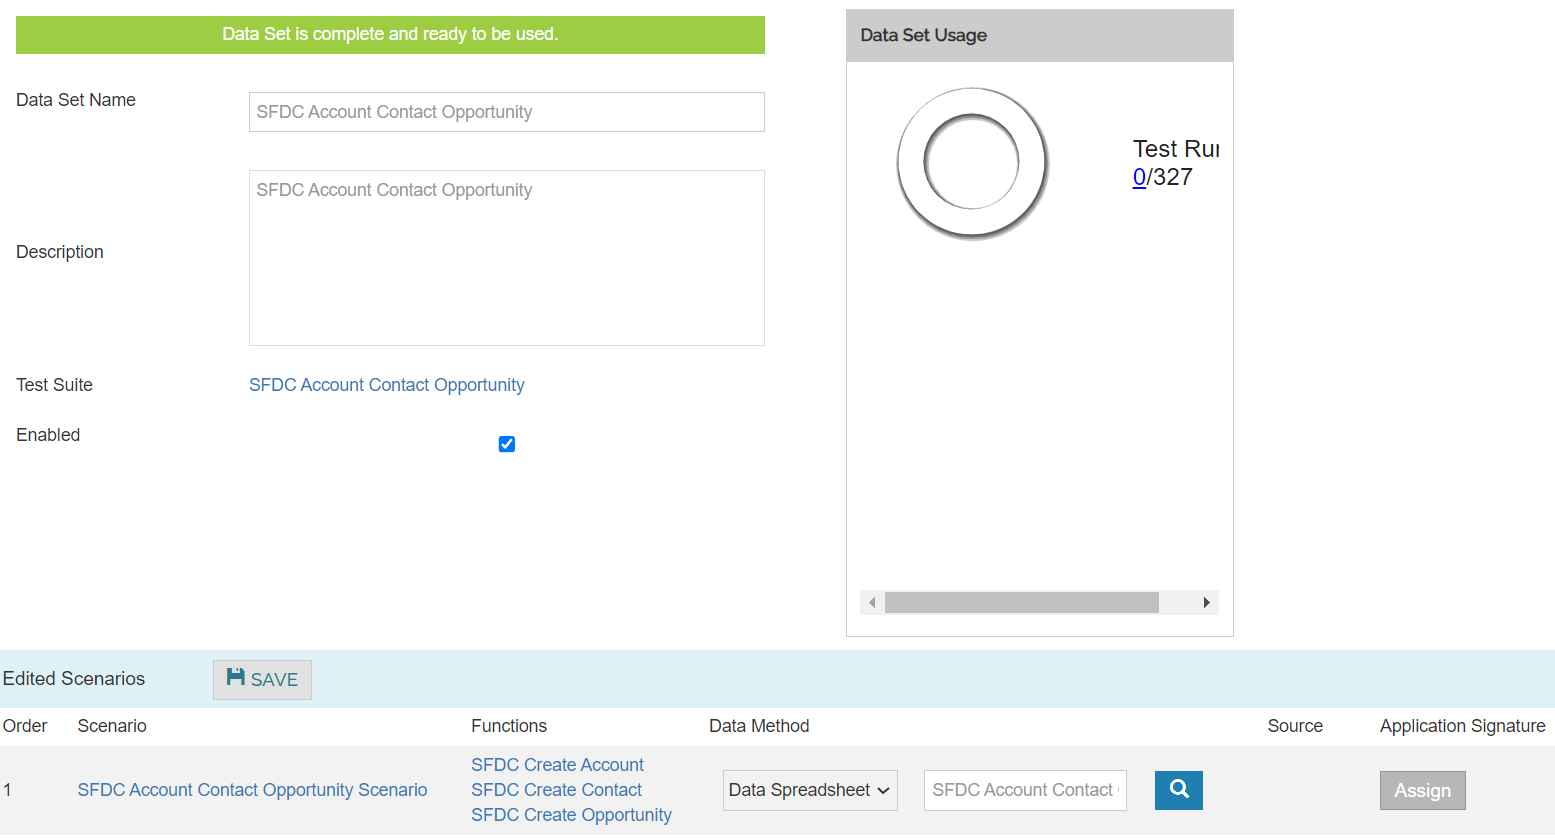 Data Set is complete and ready to be used.
Data Set Name
SFDC Account Contact Opportunity
Description
SFDC Account Contact Opportunity
Test Suite
SFDC Account Contact Opportunity
Enabled
Data Set Usage
Test Run
0/327
Edited Scenarios
SAVE
Order Scenario Functions Data Method Source Application Signature
1 SFDC Account Contact Opportunity Scenario
SFDC Create Account
SFDC Create Contact
SFDC Create Opportunity
Data Spreadsheet
SFDC Account Contact
Assign